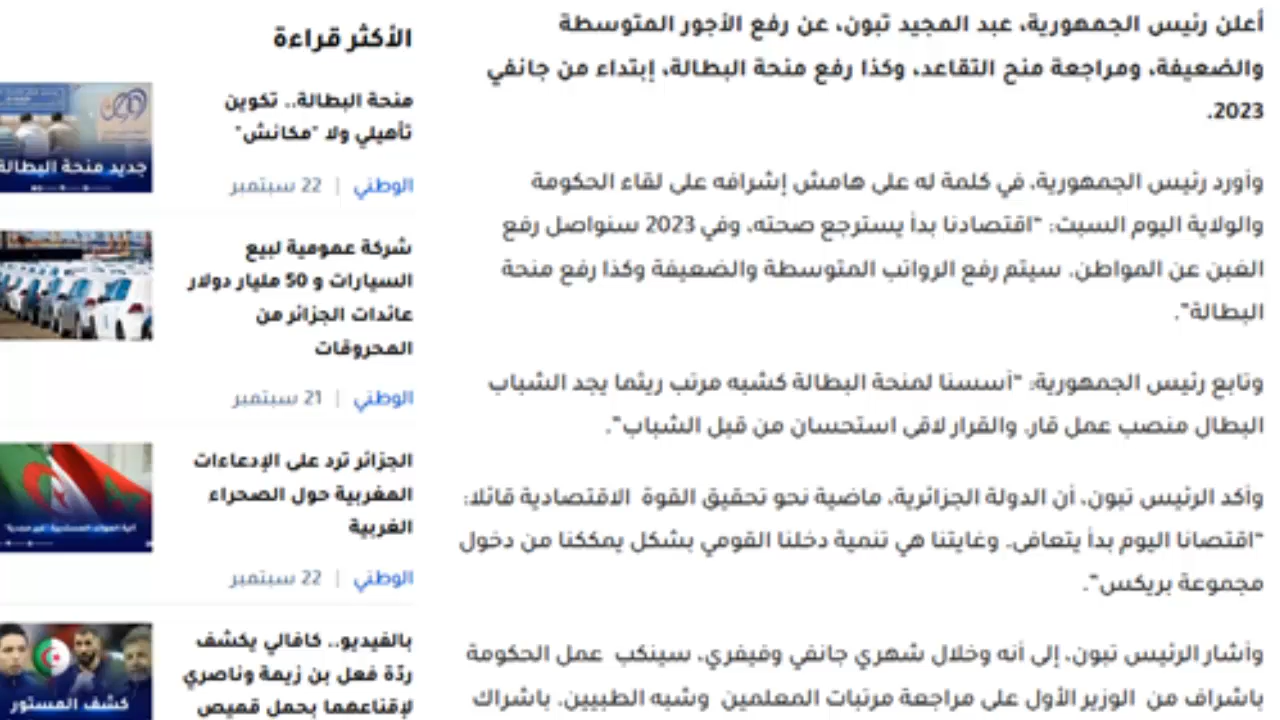 أعلن رئيس الجمهورية، عبد المجيد تبون، عن رفع الأجور المتوسطة
والضعيفة، ومراجعة منح التقاعد، وكذا رفع منحة البطالة، إبتداء من جانفي
2023.
وأورد رئيس الجمهورية، في كلمة له على هامش إشرافه على لقاء الحكومة
والولاية اليوم السبت: “اقتصادنا بدأ يسترجع صحته، وفي 2023 سنواصل رفع
الغبن عن المواطن. سيتم رفع الرواتب المتوسطة والضعيفة وكذا رفع منحة
البطالة”.
وتابع رئيس الجمهورية: “أسسنا لمنحة البطالة كشبه مرتب ريثما يجد الشباب
البطال منصب عمل قار. والقرار لاقى استحسان من قبل الشباب”.
وأكد الرئيس تبون، أن الدولة الجزائرية، ماضية نحو تحقيق القوة الاقتصادية قائلا:
“اقتصانا اليوم بدأ يتعافى. وغايتنا هي تنمية دخلنا القومي بشكل يمككنا من دخول
مجموعة بريكس”.
وأشار الرئيس تبون، إلى أنه وخلال شهري جانفي وفيفري، سينكب عمل الحكومة
باشراف من الوزير الأول على مراجعة مرتبات المعلمين وشبه الطبيين. باشراك
الأكثر قراءة
منحة البطالة.. تكوين
تأهيلي ولا "مكانش"
الوطني | 22 سبتمبر
جديد منحة البطالة
شركة عمومية لبيع
السيارات و 50 مليار دولار
عائدات الجزائر من
المحروقات
الوطني | 21 سبتمبر
الجزائر ترد على الإدعاءات
المغربية حول الصحراء
الغربية
الوطني | 22 سبتمبر
بالفيديو.. كافالي يكشف
ردّة فعل بن زيمة وناصري
لإقناعهما بحمل قميص
كشف المستور